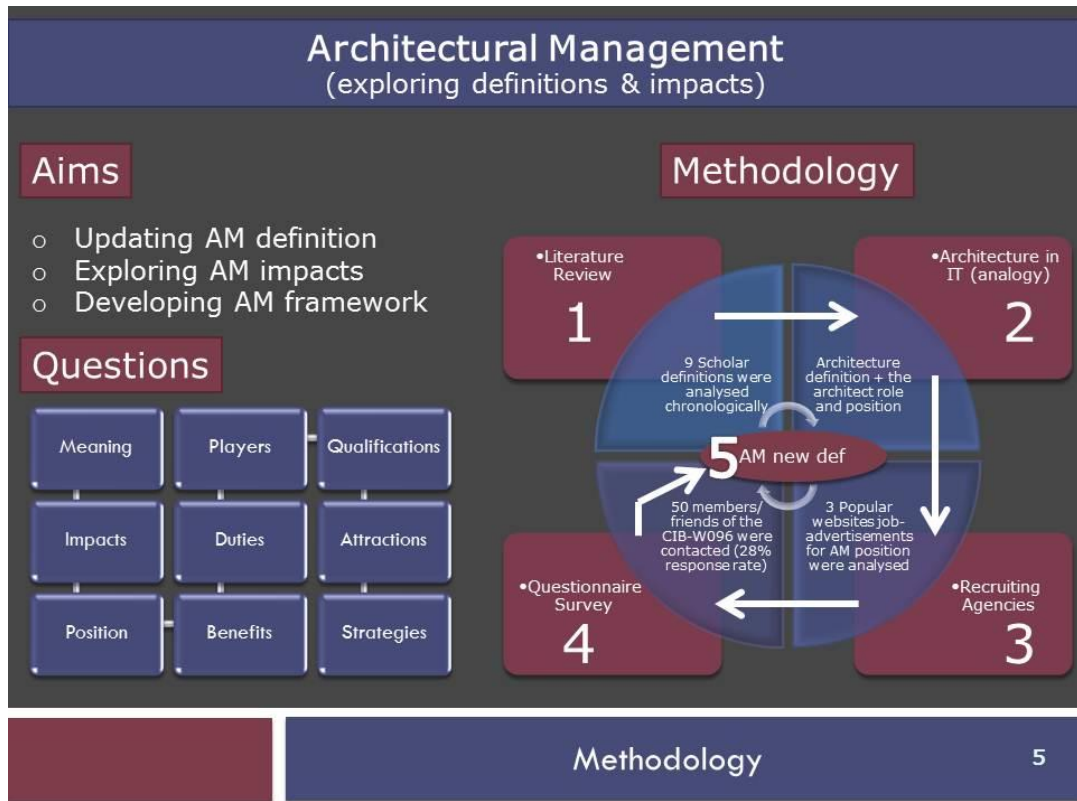 Architectural Management
(exploring definitions & impacts)
Aims
o Updating AM definition
o Exploring AM impacts
o Developing AM framework
Questions
Meaning
Players
Qualifications
Impacts
Duties
Attractions
Position
Benefits
Strategies
Methodology
•Literature
Review
1
•Architecture in
IT (analogy)
2
9 Scholar
definitions were
analysed
chronologically
Architecture
definition + the
architect role
and position
5 AM new def
50 members/
friends of the
CIB-W096 were
contacted (28%
response rate)
3 Popular
websites job-
advertisements
for AM position
were analysed
•Questionnaire
Survey
4
•Recruiting
Agencies
3
Methodology
5